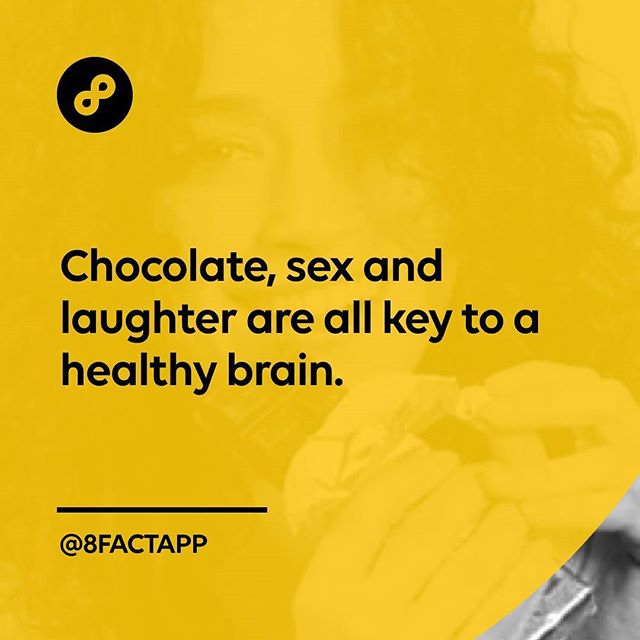 Chocolate, sex and
laughter are all key to a
healthy brain.
@8FACTAPP